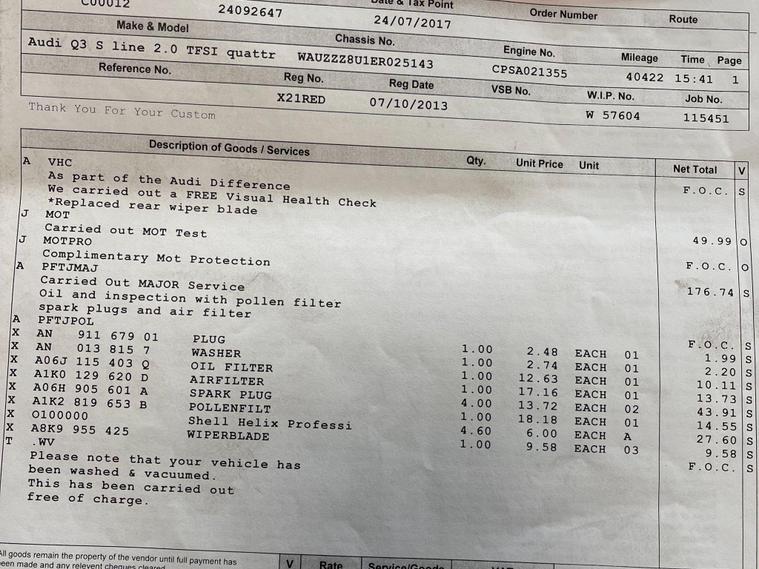 C00012 24092647 Date & Tax Point 24/07/2017 Order Number Route
Make & Model Chassis No. Engine No. Mileage Time Page
Audi Q3 S line 2.0 TFSI quattr WAUZZZ8U1ER025143 CPSA021355 40422 15:41 1
Reference No. Reg No. Reg Date VSB No. W.I.P. No. Job No.
X21RED 07/10/2013 W 57604 115451
Thank You For Your Custom
Description of Goods / Services Qty. Unit Price Unit Net Total V
A VHC
As part of the Audi Difference F.O.C. S
We carried out a FREE Visual Health Check
*Replaced rear wiper blade
J MOT
Carried out MOT Test 49.99 O
J MOTPRO
Complimentary Mot Protection F.O.C. O
A PFTJMAJ
Carried Out MAJOR Service 176.74 S
Oil and inspection with pollen filter
spark plugs and air filter
A PFTJPOL F.O.C. S
X AN 911 679 01 PLUG 1.00 2.48 EACH 01 1.99 S
X AN 013 815 7 WASHER 1.00 2.74 EACH 01 2.20 S
X A06J 115 403 Q OIL FILTER 1.00 12.63 EACH 01 10.11 S
X A1K0 129 620 D AIRFILTER 1.00 17.16 EACH 01 13.73 S
X A06H 905 601 A SPARK PLUG 4.00 13.72 EACH 02 43.91 S
X A1K2 819 653 B POLLENFILT 1.00 18.18 EACH 01 14.55 S
X O100000 Shell Helix Professi 4.60 6.00 EACH A 27.60 S
X A8K9 955 425 WIPERBLADE 1.00 9.58 EACH 03 9.58 S
T .WV F.O.C. S
Please note that your vehicle has
been washed & vacuumed.
This has been carried out
free of charge.
All goods remain the property of the vendor until full payment has
been made and any relevent cheques cleared V Rate Service/Goods VAT